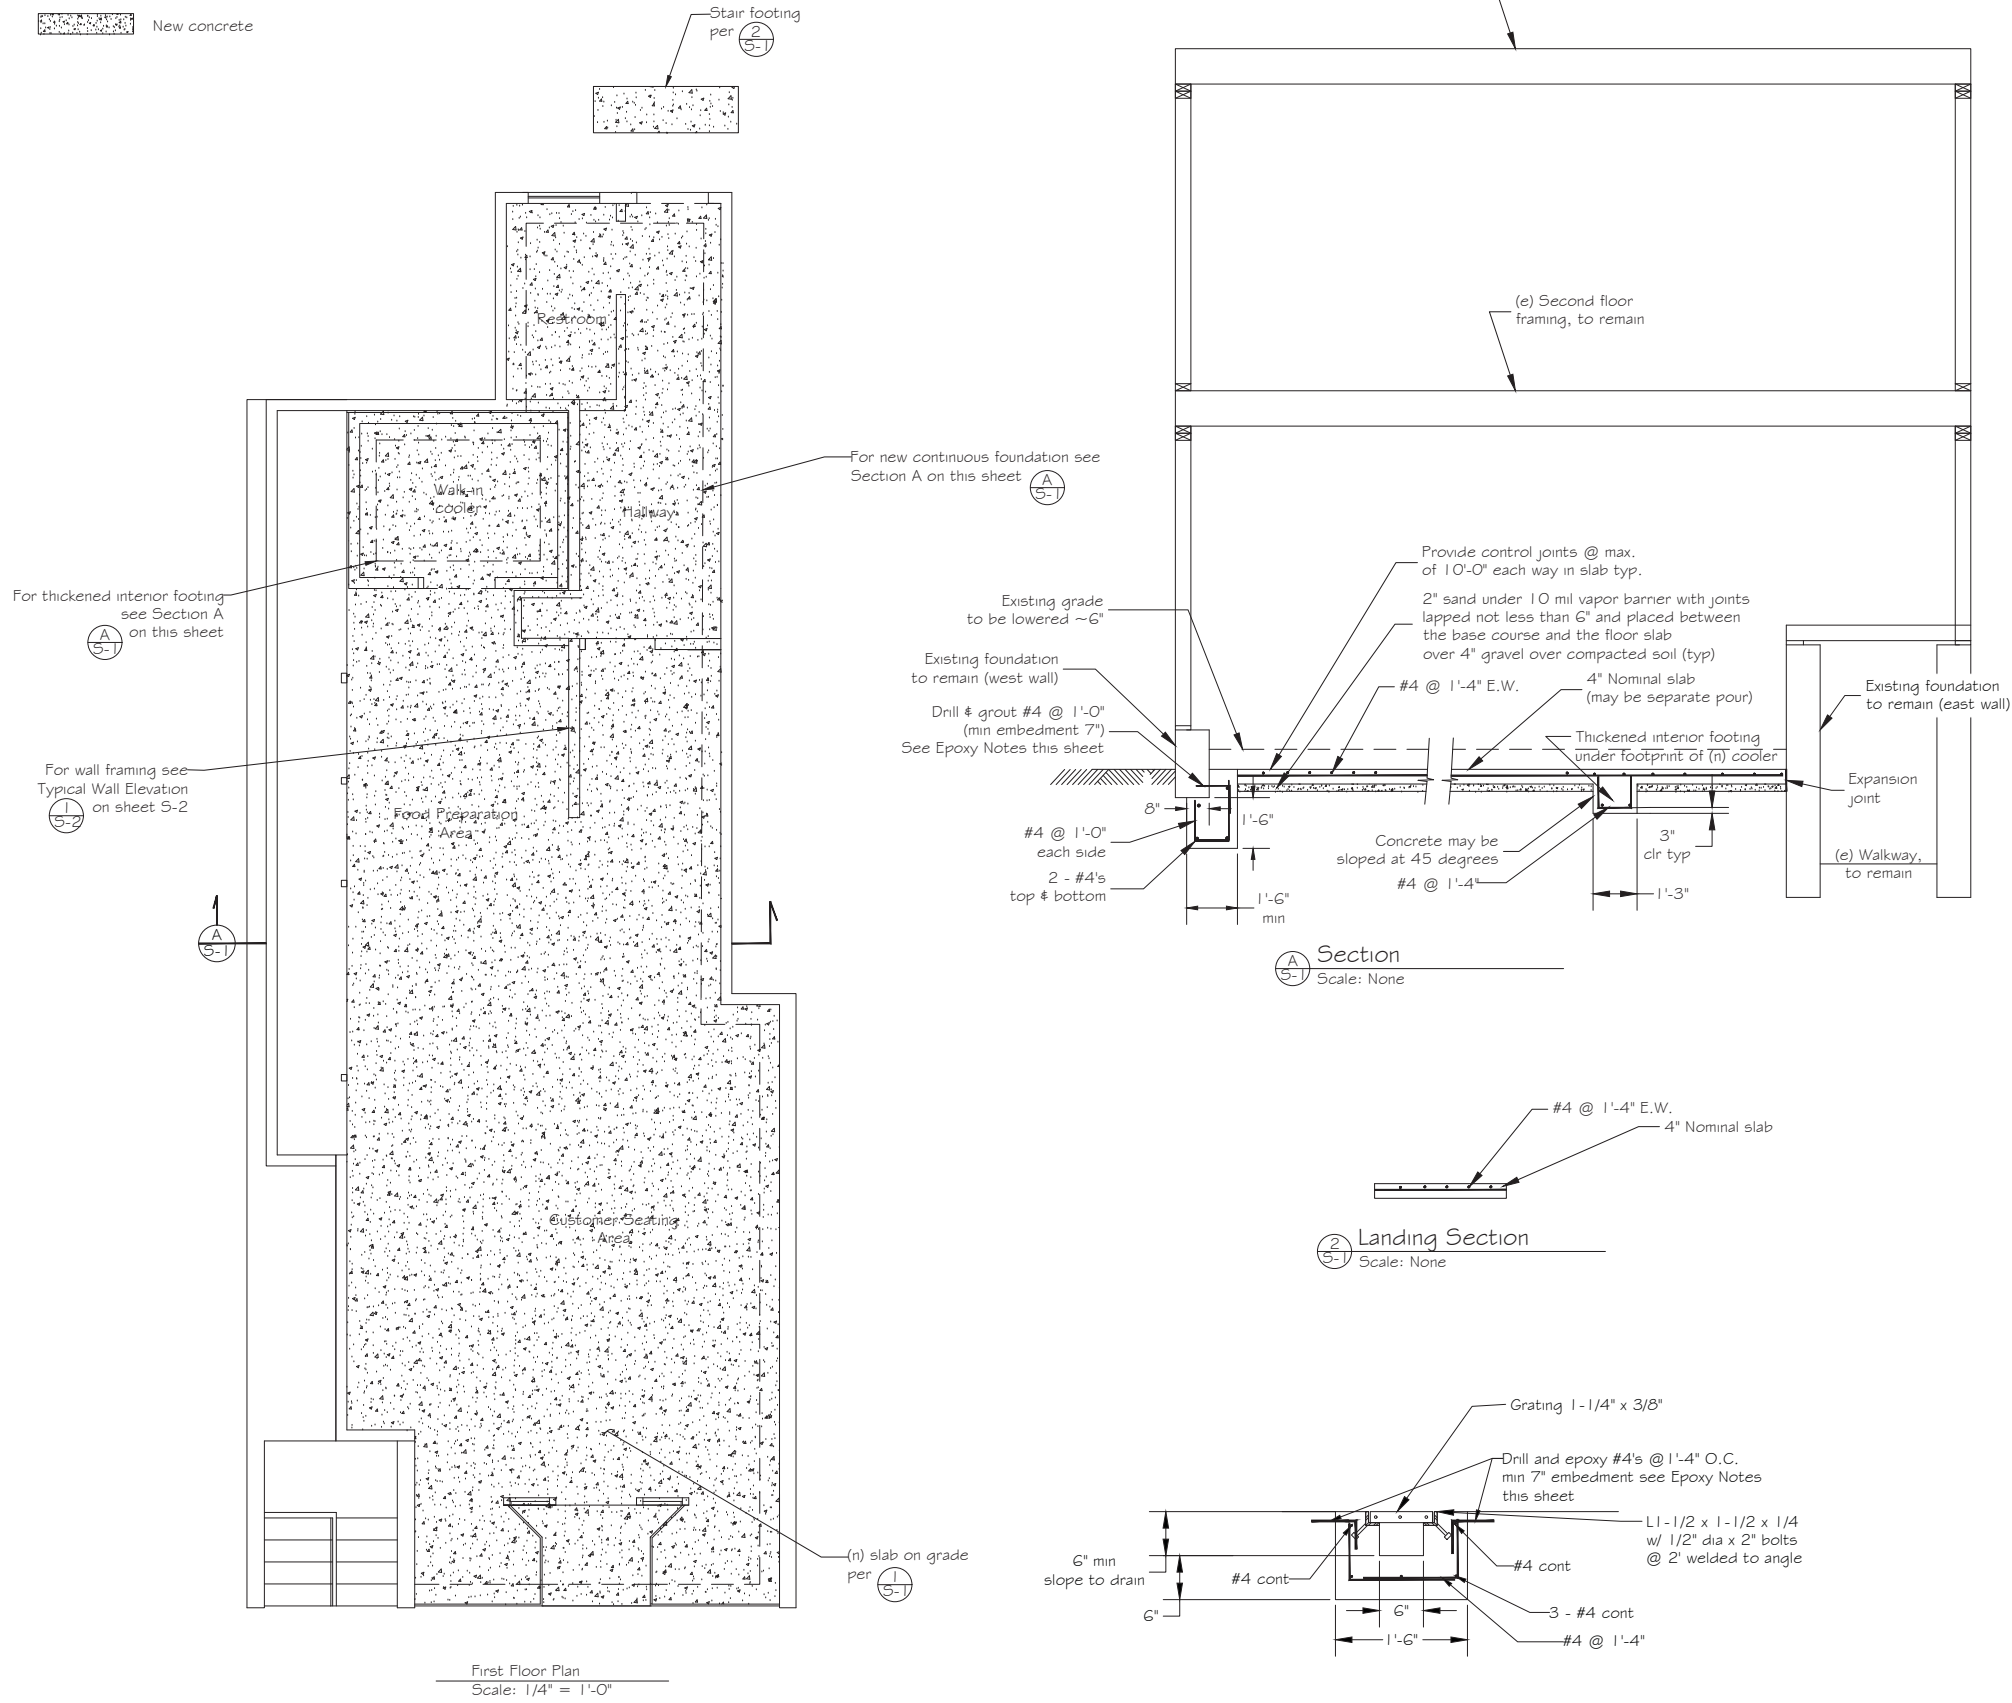 New concrete
Stair footing
per 2
S-1
Restroom
Walk-in
cooler
Hallway
For new continuous foundation see
Section A on this sheet
A
S-1
For thickened interior footing
see Section A
on this sheet
A
S-1
For wall framing see
Typical Wall Elevation
on sheet S-2
1
S-2
Food Preparation
Area
A
S-1
Customer Seating
Area
(n) slab on grade
per 1
S-1
First Floor Plan
Scale: 1/4" = 1'-0"
(e) Second floor
framing, to remain
Provide control joints @ max.
of 10'-0" each way in slab typ.
2" sand under 10 mil vapor barrier with joints
lapped not less than 6" and placed between
the base course and the floor slab
over 4" gravel over compacted soil (typ)
Existing grade
to be lowered ~6"
Existing foundation
to remain (west wall)
#4 @ 1'-4" E.W.
4" Nominal slab
(may be separate pour)
Existing foundation
to remain (east wall)
Drill & grout #4 @ 1'-0"
(min embedment 7")
See Epoxy Notes this sheet
Thickened interior footing
under footprint of (n) cooler
Expansion
joint
8"
1'-6"
#4 @ 1'-0"
each side
2 - #4's
top & bottom
Concrete may be
sloped at 45 degrees
#4 @ 1'-4"
3"
clr typ
(e) Walkway,
to remain
1'-6"
min
1'-3"
A
S-1
Section
Scale: None
#4 @ 1'-4" E.W.
4" Nominal slab
2
S-1
Landing Section
Scale: None
Grating 1-1/4" x 3/8"
Drill and epoxy #4's @ 1'-4" O.C.
min 7" embedment see Epoxy Notes
this sheet
L1-1/2 x 1-1/2 x 1/4
w/ 1/2" dia x 2" bolts
@ 2' welded to angle
6" min
slope to drain
#4 cont
#4 cont
6"
6"
3 - #4 cont
1'-6"
#4 @ 1'-4"